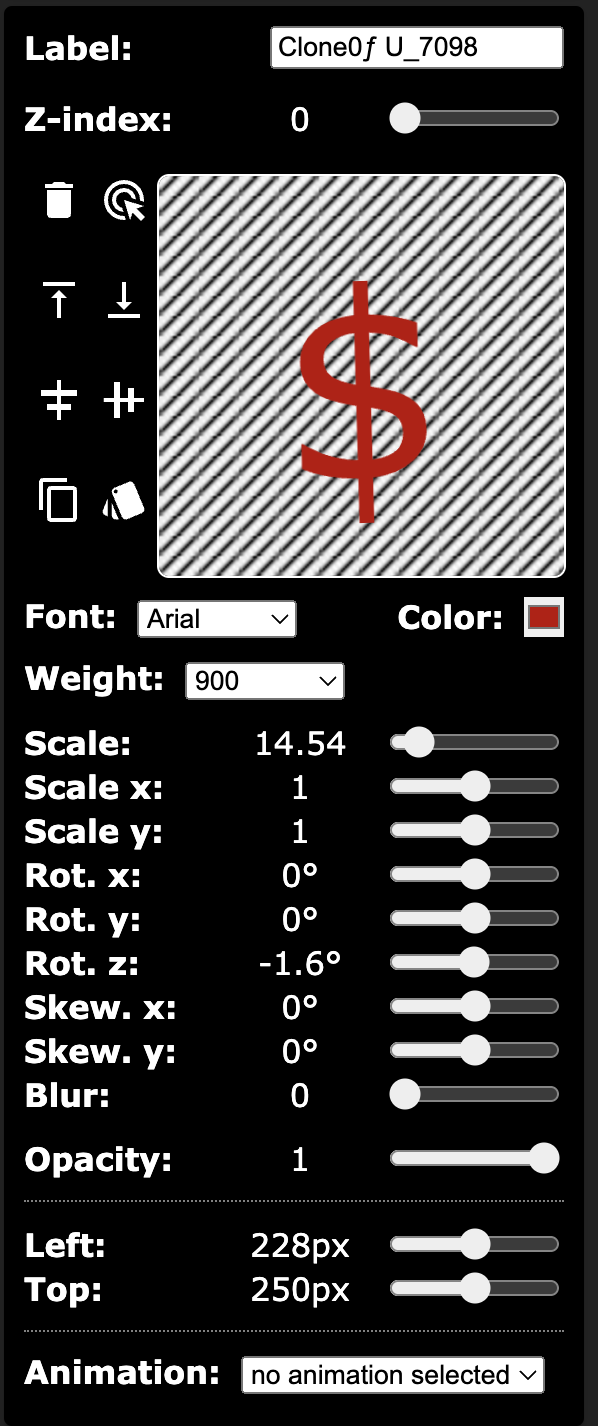 Label: Clone0ƒ U_7098
Z-index: 0
$
Font: Arial Color:
Weight: 900
Scale: 14.54
Scale x: 1
Scale y: 1
Rot. x: 0°
Rot. y: 0°
Rot. z: -1.6°
Skew. x: 0°
Skew. y: 0°
Blur: 0
Opacity: 1
Left: 228px
Top: 250px
Animation: no animation selected